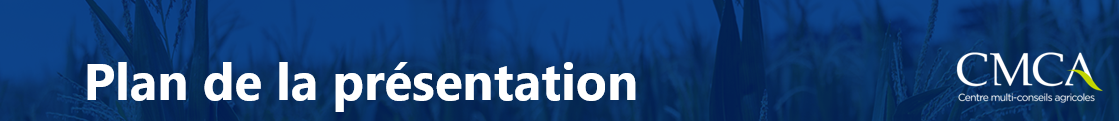 Plan de la présentation
CMCA
Centre multi-conseils agricoles